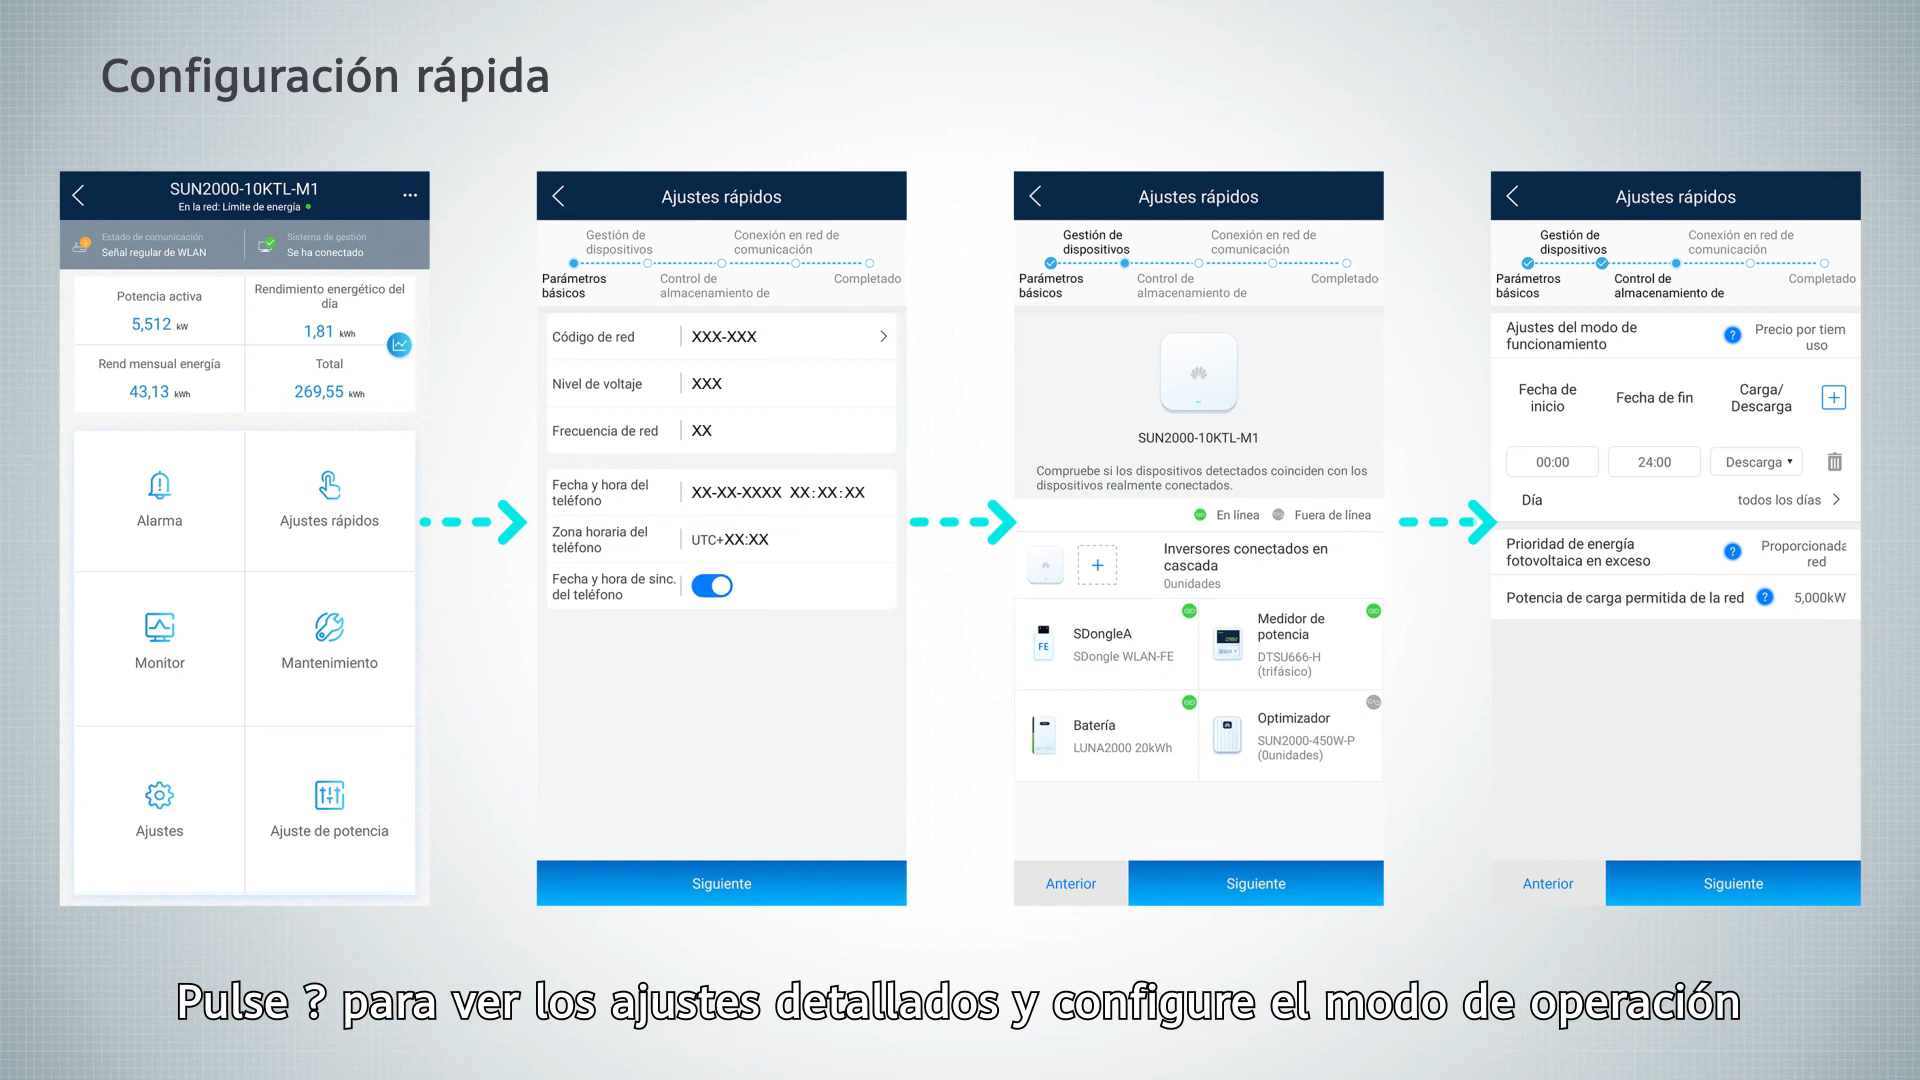 Configuración rápida
SUN2000-10KTL-M1
En la red: Límite de energía
Estado de comunicación
Señal regular de WLAN
Sistema de gestión
Se ha conectado
Potencia activa
5,512 kW
Rendimiento energético del
día
1,81 kWh
Rend mensual energía
43,13 kWh
Total
269,55 kWh
Alarma
Ajustes rápidos
Monitor
Mantenimiento
Ajustes
Ajuste de potencia
Ajustes rápidos
Gestión de
dispositivos
Conexión en red de
comunicación
Parámetros
básicos
Control de
almacenamiento de
Completado
Código de red
XXX-XXX
Nivel de voltaje
XXX
Frecuencia de red
XX
Fecha y hora del
teléfono
XX-XX-XXXX XX:XX:XX
Zona horaria del
teléfono
UTC+XX:XX
Fecha y hora de sinc.
del teléfono
Siguiente
Ajustes rápidos
Gestión de
dispositivos
Conexión en red de
comunicación
Parámetros
básicos
Control de
almacenamiento de
Completado
SUN2000-10KTL-M1
Compruebe si los dispositivos detectados coinciden con los
dispositivos realmente conectados.
En línea
Fuera de línea
Inversores conectados en
cascada
0unidades
FE
SDongleA
SDongle WLAN-FE
Medidor de
potencia
DTSU666-H
(trifásico)
Batería
LUNA2000 20kWh
Optimizador
SUN2000-450W-P
(0unidades)
Anterior
Siguiente
Ajustes rápidos
Gestión de
dispositivos
Conexión en red de
comunicación
Parámetros
básicos
Control de
almacenamiento de
Completado
Ajustes del modo de
funcionamiento
?
Precio por tiem
uso
Fecha de
inicio
Fecha de fin
Carga/
Descarga
00:00
24:00
Descarga
Día
todos los días
Prioridad de energía
fotovoltaica en exceso
?
Proporcionada
red
Potencia de carga permitida de la red
?
5,000kW
Anterior
Siguiente
Pulse ? para ver los ajustes detallados y configure el modo de operación